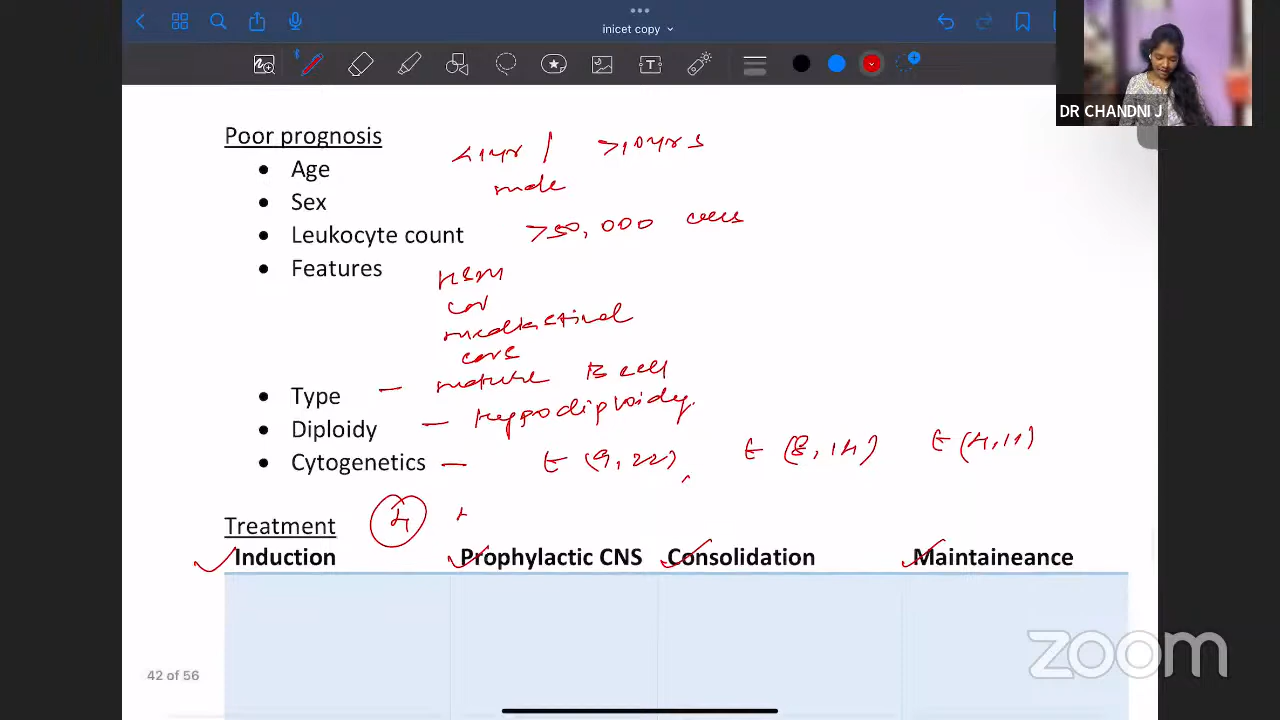 inicet copy
DR CHANDNI J
Poor prognosis
<1yr / >10yrs
• Age
male
• Sex
• Leukocyte count >50,000 cells
• Features HSM
mediastinal
• Type — mature B cell
• Diploidy — Hypodiploidy
• Cytogenetics — t (9,22), t (8,14) t (4,11)
Treatment 4
Induction Prophylactic CNS Consolidation Maintaineance
zoom
42 of 56